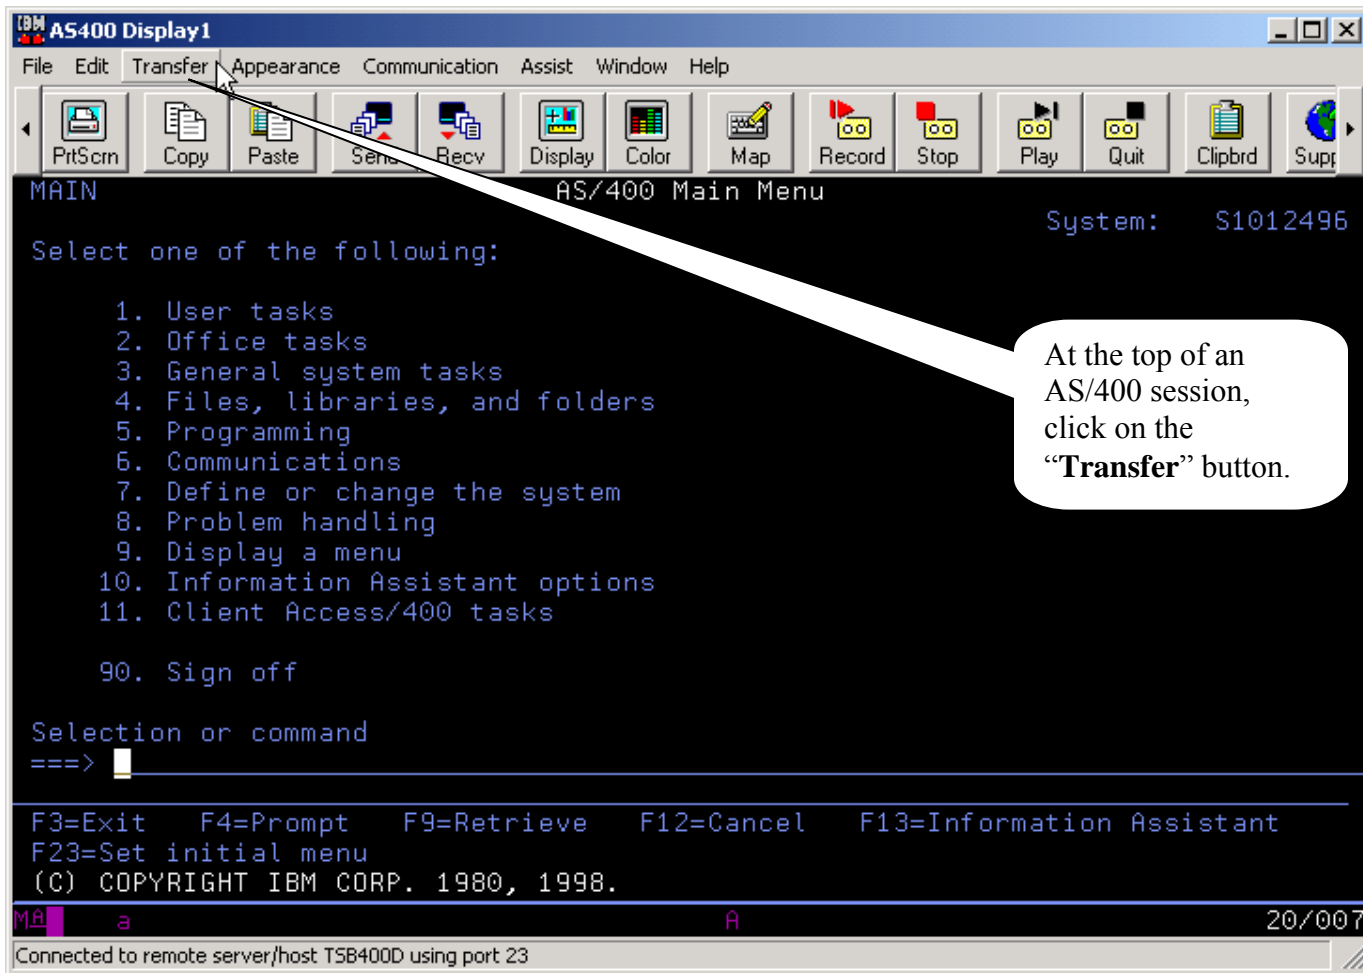 IBM AS400 Display1
File Edit Transfer Appearance Communication Assist Window Help
PrtScrn Copy Paste Send Recv Display Color Map Record Stop Play Quit Clipbrd Supp
MAIN AS/400 Main Menu
System: S1012496
Select one of the following:
1. User tasks
2. Office tasks
3. General system tasks
4. Files, libraries, and folders
5. Programming
6. Communications
7. Define or change the system
8. Problem handling
9. Display a menu
10. Information Assistant options
11. Client Access/400 tasks
90. Sign off
Selection or command
===>
F3=Exit F4=Prompt F9=Retrieve F12=Cancel F13=Information Assistant
F23=Set initial menu
(C) COPYRIGHT IBM CORP. 1980, 1998.
MA a A 20/007
Connected to remote server/host TSB400D using port 23
At the top of an
AS/400 session,
click on the
“Transfer” button.